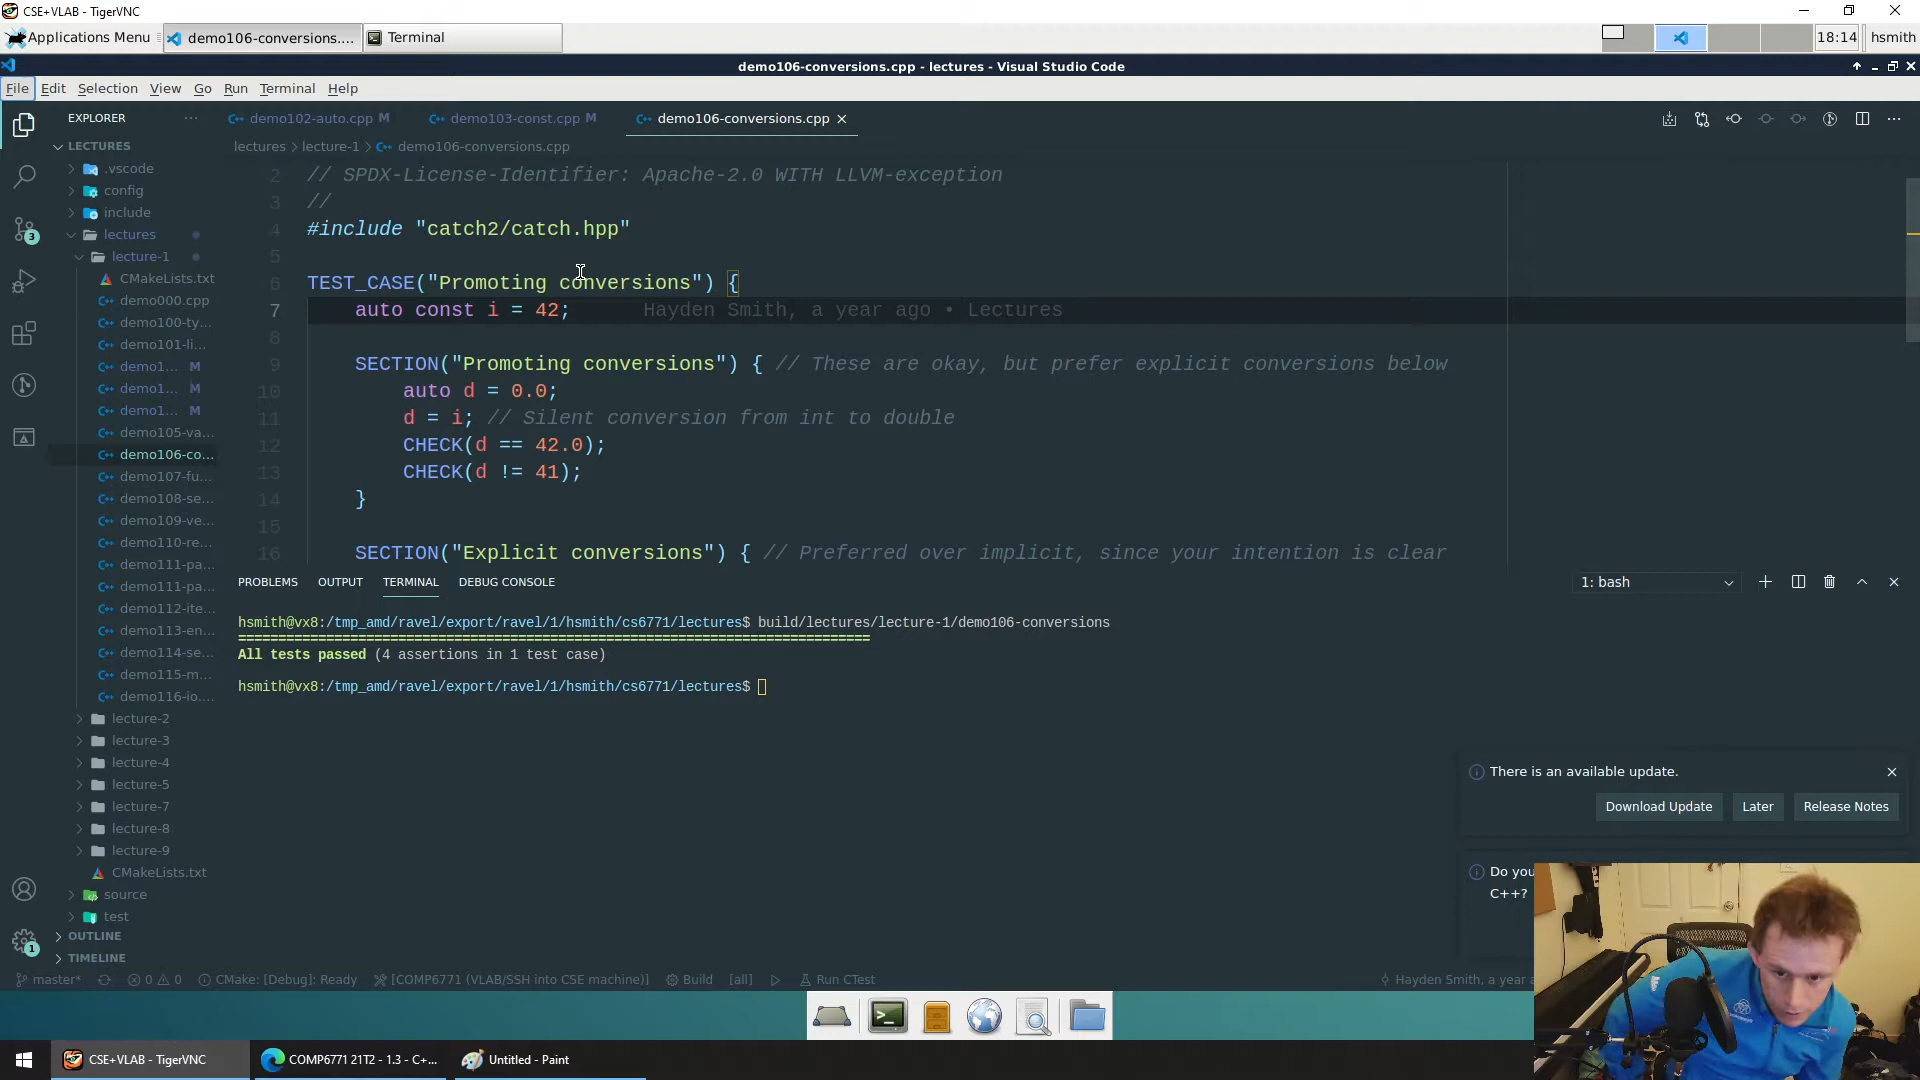 CSE+VLAB - TigerVNC
Applications Menu
demo106-conversions....
Terminal
18:14
hsmith
demo106-conversions.cpp - lectures - Visual Studio Code
File Edit Selection View Go Run Terminal Help
EXPLORER
demo102-auto.cpp M
demo103-const.cpp M
demo106-conversions.cpp
LECTURES
lectures > lecture-1 > demo106-conversions.cpp
.vscode
config
include
lectures
lecture-1
CMakeLists.txt
demo000.cpp
demo100-ty...
demo101-li...
demo1... M
demo1... M
demo1... M
demo105-va...
demo106-co...
demo107-fu...
demo108-se...
demo109-ve...
demo110-re...
demo111-pa...
demo111-pa...
demo112-ite...
demo113-en...
demo114-se...
demo115-m...
demo116-io....
lecture-2
lecture-3
lecture-4
lecture-5
lecture-7
lecture-8
lecture-9
CMakeLists.txt
source
test
OUTLINE
TIMELINE
3
1
2 // SPDX-License-Identifier: Apache-2.0 WITH LLVM-exception
3 //
4 #include "catch2/catch.hpp"
5
6 TEST_CASE("Promoting conversions") {
7 auto const i = 42; Hayden Smith, a year ago • Lectures
8
9 SECTION("Promoting conversions") { // These are okay, but prefer explicit conversions below
10 auto d = 0.0;
11 d = i; // Silent conversion from int to double
12 CHECK(d == 42.0);
13 CHECK(d != 41);
14 }
15
16 SECTION("Explicit conversions") { // Preferred over implicit, since your intention is clear
PROBLEMS OUTPUT TERMINAL DEBUG CONSOLE
1: bash
hsmith@vx8:/tmp_amd/ravel/export/ravel/1/hsmith/cs6771/lectures$ build/lectures/lecture-1/demo106-conversions
===============================================================================
All tests passed (4 assertions in 1 test case)
hsmith@vx8:/tmp_amd/ravel/export/ravel/1/hsmith/cs6771/lectures$
There is an available update.
Download Update Later Release Notes
Do you
C++?
master* 0 0 CMake: [Debug]: Ready [COMP6771 (VLAB/SSH into CSE machine)] Build [all] Run CTest
Hayden Smith, a year a
CSE+VLAB - TigerVNC
COMP6771 21T2 - 1.3 - C+...
Untitled - Paint